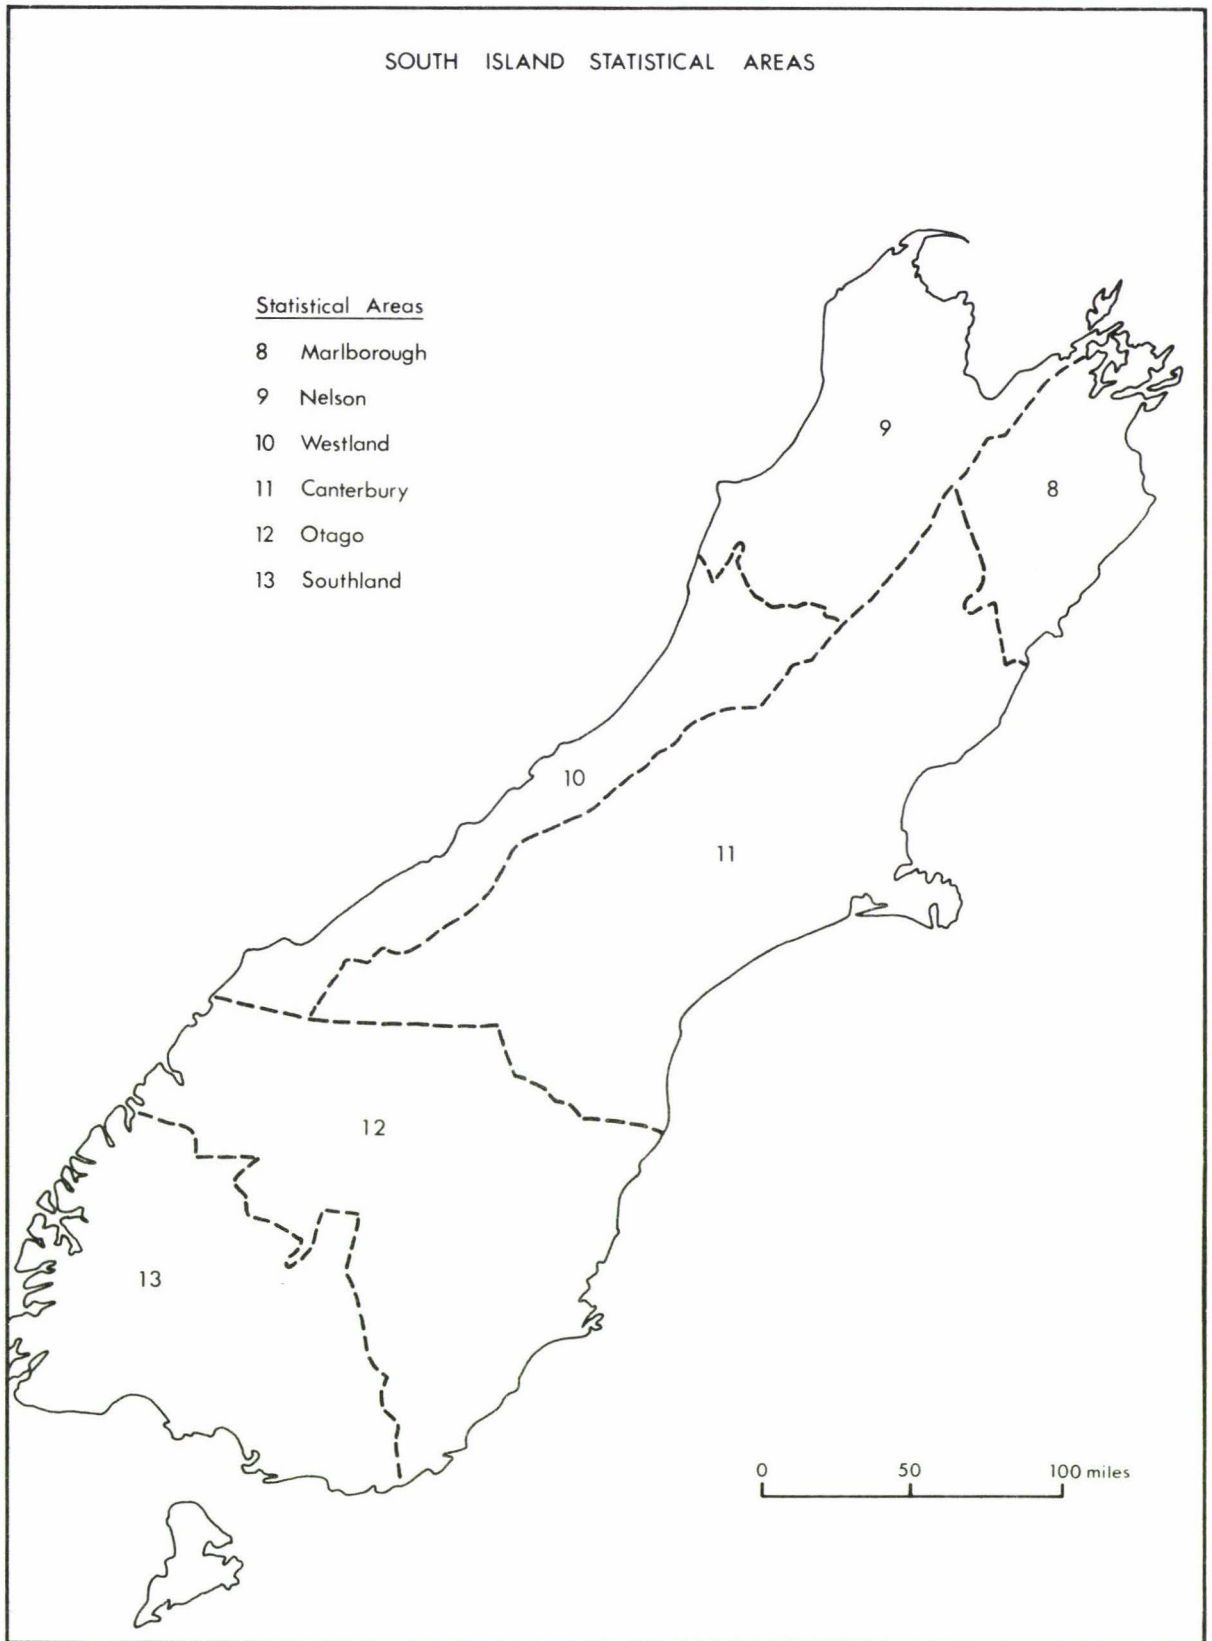 SOUTH ISLAND STATISTICAL AREAS
Statistical Areas
8 Marlborough
9 Nelson
10 Westland
11 Canterbury
12 Otago
13 Southland
9
8
10
11
12
13
0 50 100 miles